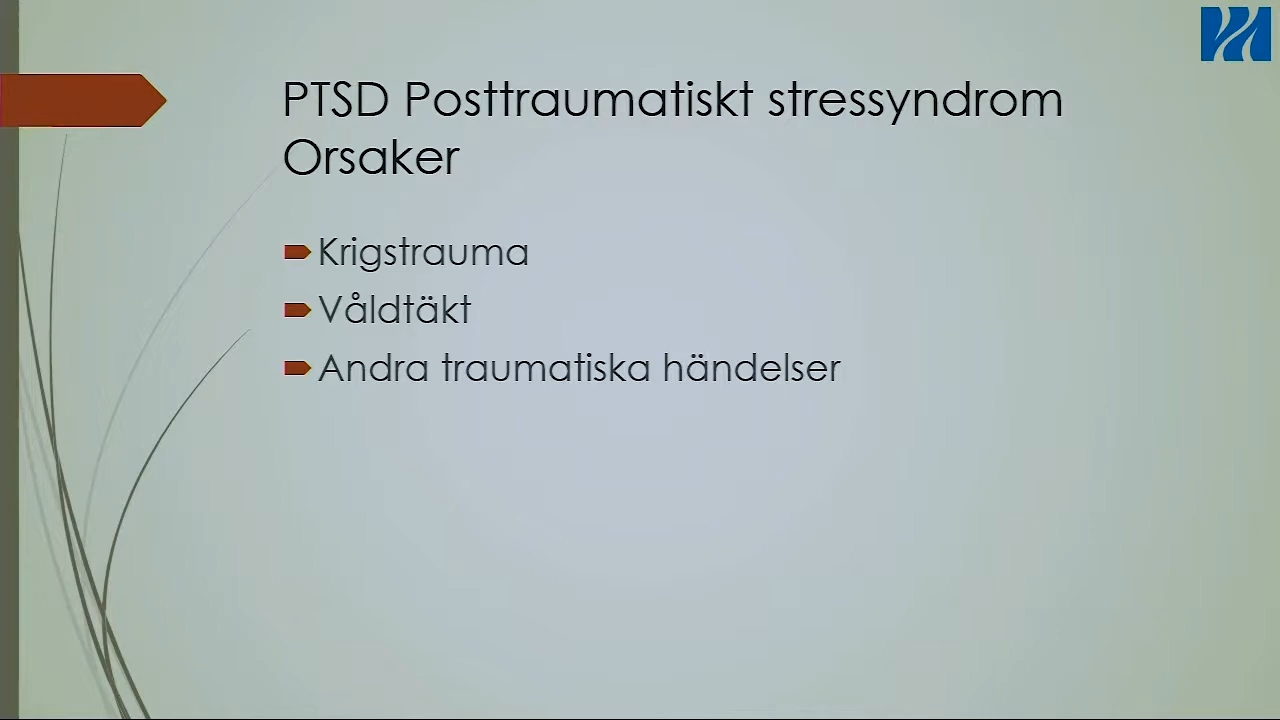 PTSD Posttraumatiskt stressyndrom
Orsaker
Krigstrauma
Våldtäkt
Andra traumatiska händelser